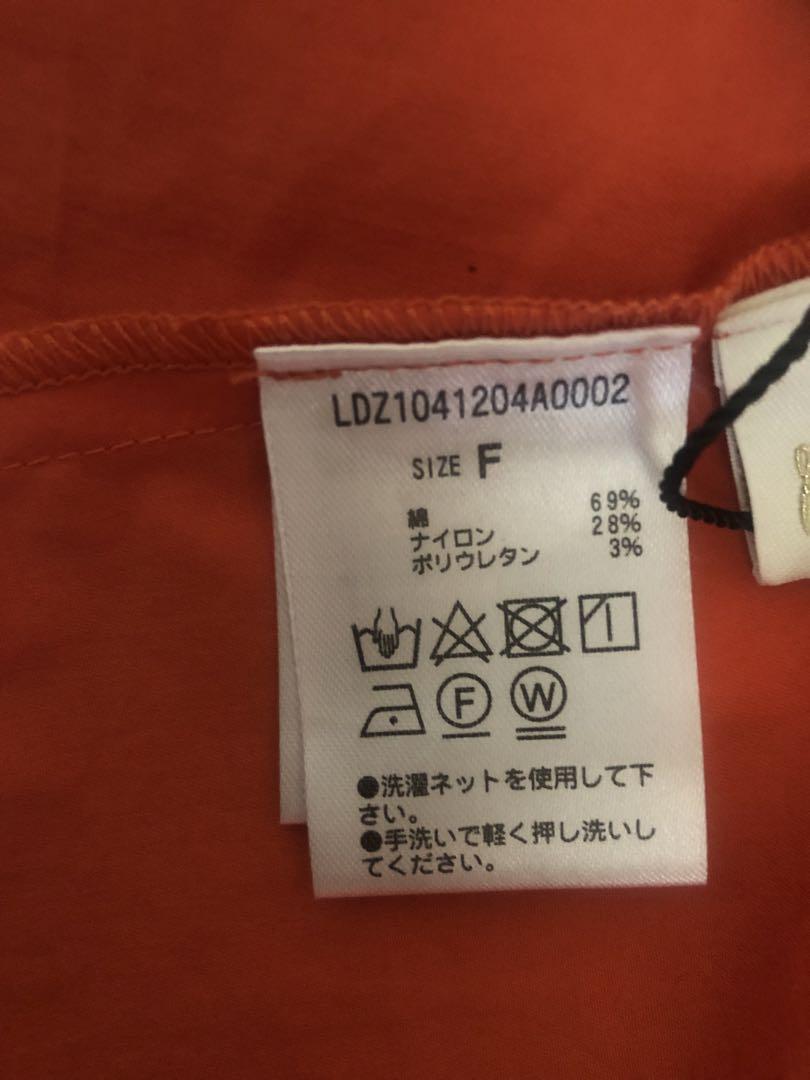 LDZ1041204A0002
SIZE F
綿 69%
ナイロン 28%
ポリウレタン 3%
F W
●洗濯ネットを使用して下
さい。
●手洗いで軽く押し洗いし
てください。